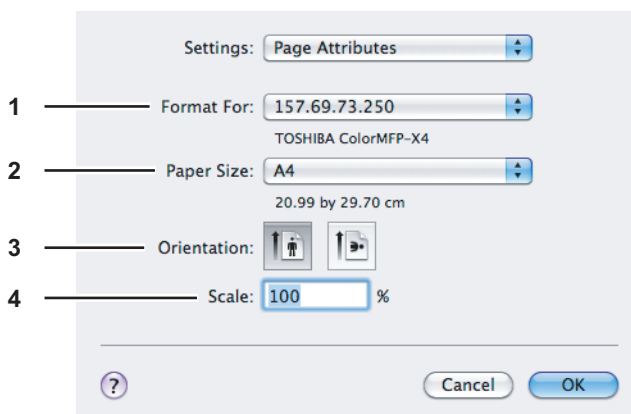 Settings: Page Attributes
1 Format For: 157.69.73.250
TOSHIBA ColorMFP-X4
2 Paper Size: A4
20.99 by 29.70 cm
3 Orientation:
4 Scale: 100 %
? Cancel OK